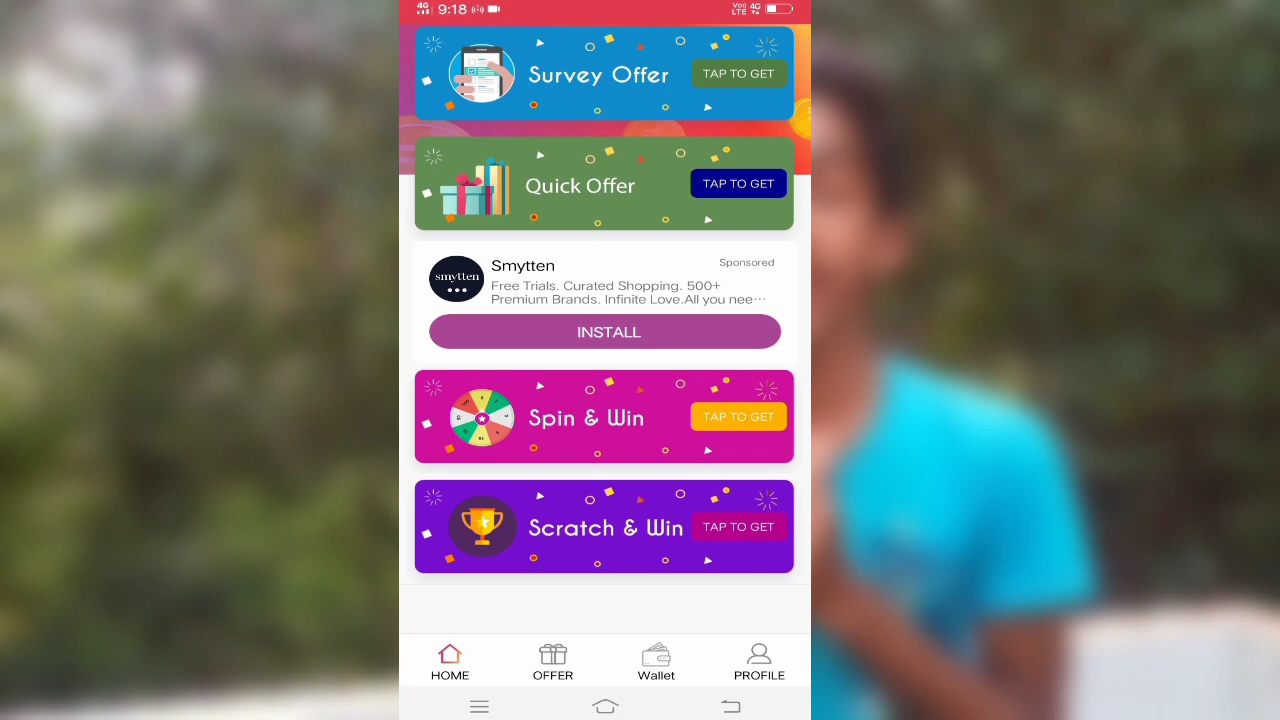 4G 9:18 VoD LTE 4G
Survey Offer TAP TO GET
Quick Offer TAP TO GET
smytten
Smytten Sponsored
Free Trials. Curated Shopping. 500+
Premium Brands. Infinite Love.All you nee···
INSTALL
Spin & Win TAP TO GET
Scratch & Win TAP TO GET
HOME OFFER Wallet PROFILE